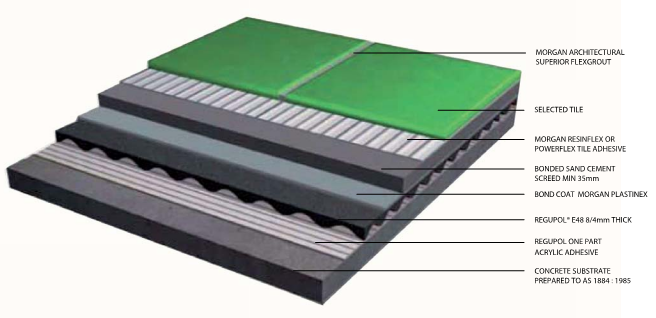 MORGAN ARCHITECTURAL
SUPERIOR FLEXGROUT
SELECTED TILE
MORGAN RESINFLEX OR
POWERFLEX TILE ADHESIVE
BONDED SAND CEMENT
SCREED MIN 35mm
BOND COAT MORGAN PLASTINEX
REGUPOL® E48 8/4mm THICK
REGUPOL ONE PART
ACRYLIC ADHESIVE
CONCRETE SUBSTRATE
PREPARED TO AS 1884 : 1985